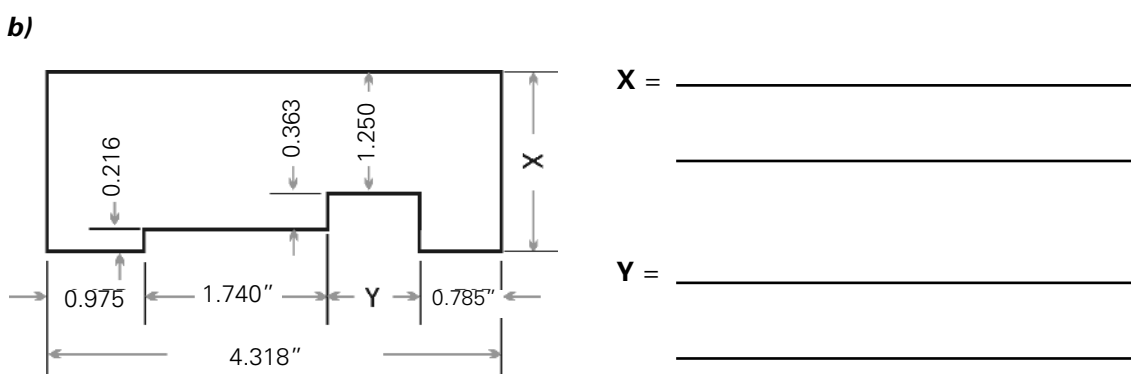 b)
X =
0.216
0.363
1.250
X
Y =
0.975
1.740"
Y
0.785"
4.318"